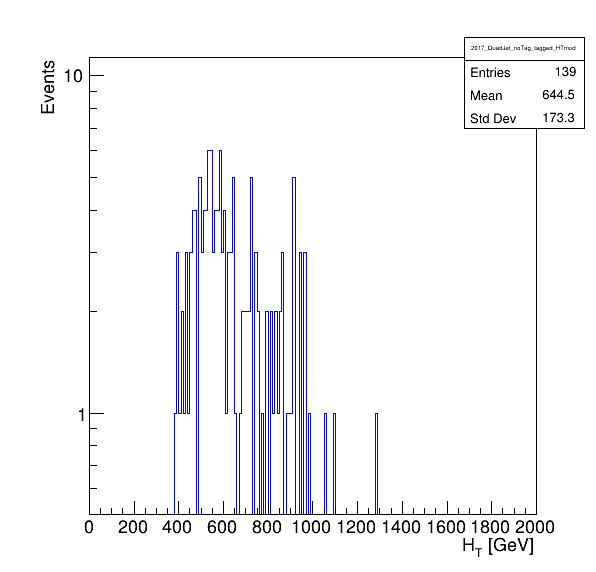 2017_QuadJet_noTag_tagged_HTmod
Entries 139
Mean 644.5
Std Dev 173.3
Events
10
1
0 200 400 600 800 1000 1200 1400 1600 1800 2000
H_T [GeV]